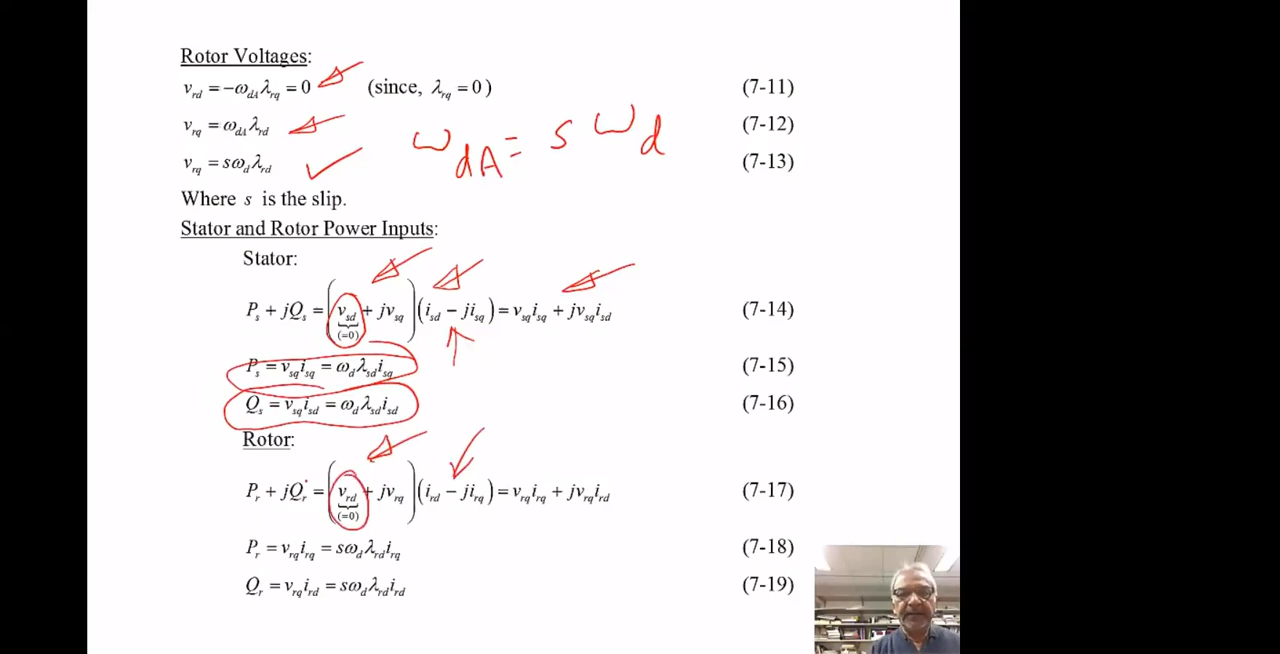 Rotor Voltages:
v_rd = −ω_dA λ_rq = 0 (since, λ_rq = 0) (7-11)
v_rq = ω_dA λ_rd (7-12)
ω_dA = s ω_d
v_rq = sω_d λ_rd (7-13)
Where s is the slip.
Stator and Rotor Power Inputs:
Stator:
P_s + jQ_s = (v_sd + jv_sq)(i_sd − ji_sq) = v_sq i_sq + jv_sq i_sd (7-14)
(=0)
P_s = v_sq i_sq = ω_d λ_sd i_sq (7-15)
Q_s = v_sq i_sd = ω_d λ_sd i_sd (7-16)
Rotor:
P_r + jQ_r = (v_rd + jv_rq)(i_rd − ji_rq) = v_rq i_rq + jv_rq i_rd (7-17)
(=0)
P_r = v_rq i_rq = sω_d λ_rd i_rq (7-18)
Q_r = v_rq i_rd = sω_d λ_rd i_rd (7-19)